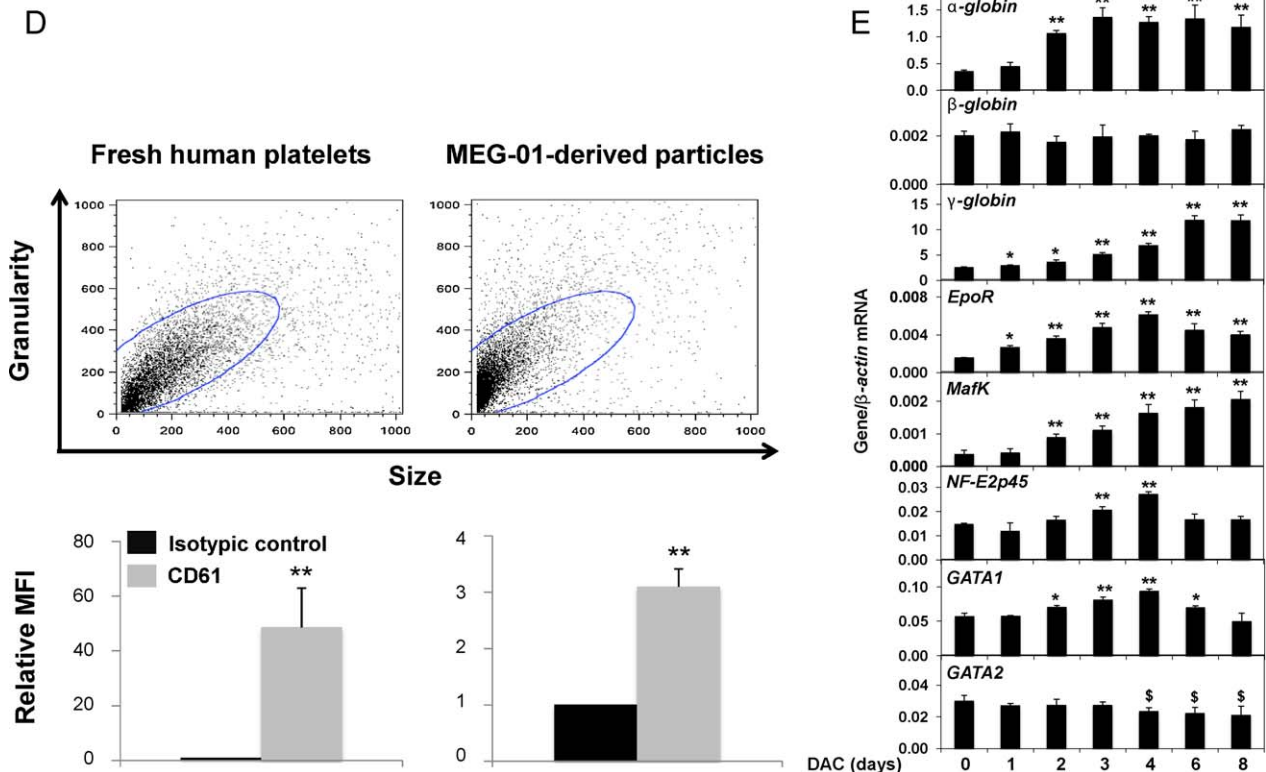 D
Fresh human platelets
MEG-01-derived particles
Granularity
1000
800
600
400
200
0
0 200 400 600 800 1000
1000
800
600
400
200
0
0 200 400 600 800 1000
Size
Relative MFI
80
60
40
20
0
Isotypic control
CD61
**
4
3
2
1
0
**
E
Gene/β-actin mRNA
α-globin
1.5
1.0
0.5
0.0
** ** ** ** **
β-globin
0.002
0.000
γ-globin
15
10
5
0
* * ** ** ** **
EpoR
0.008
0.004
0.000
* ** ** ** ** **
MafK
0.002
0.001
0.000
** ** ** ** **
NF-E2p45
0.03
0.02
0.01
0.00
** **
GATA1
0.10
0.05
0.00
* ** ** *
GATA2
0.04
0.02
0.00
$ $ $
DAC (days) 0 1 2 3 4 6 8